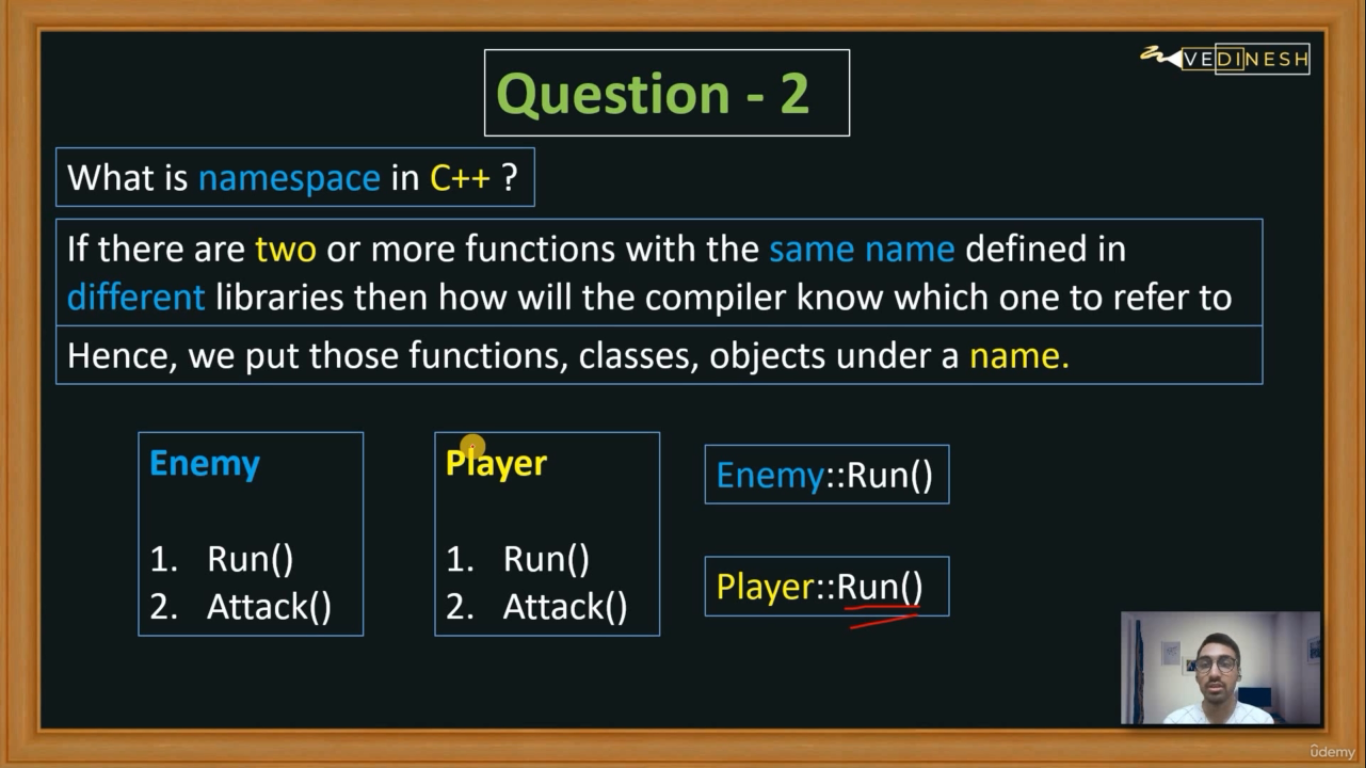 VEDINESH
Question - 2
What is namespace in C++ ?
If there are two or more functions with the same name defined in
different libraries then how will the compiler know which one to refer to
Hence, we put those functions, classes, objects under a name.
Enemy
1. Run()
2. Attack()
Player
1. Run()
2. Attack()
Enemy::Run()
Player::Run()
ûdemy